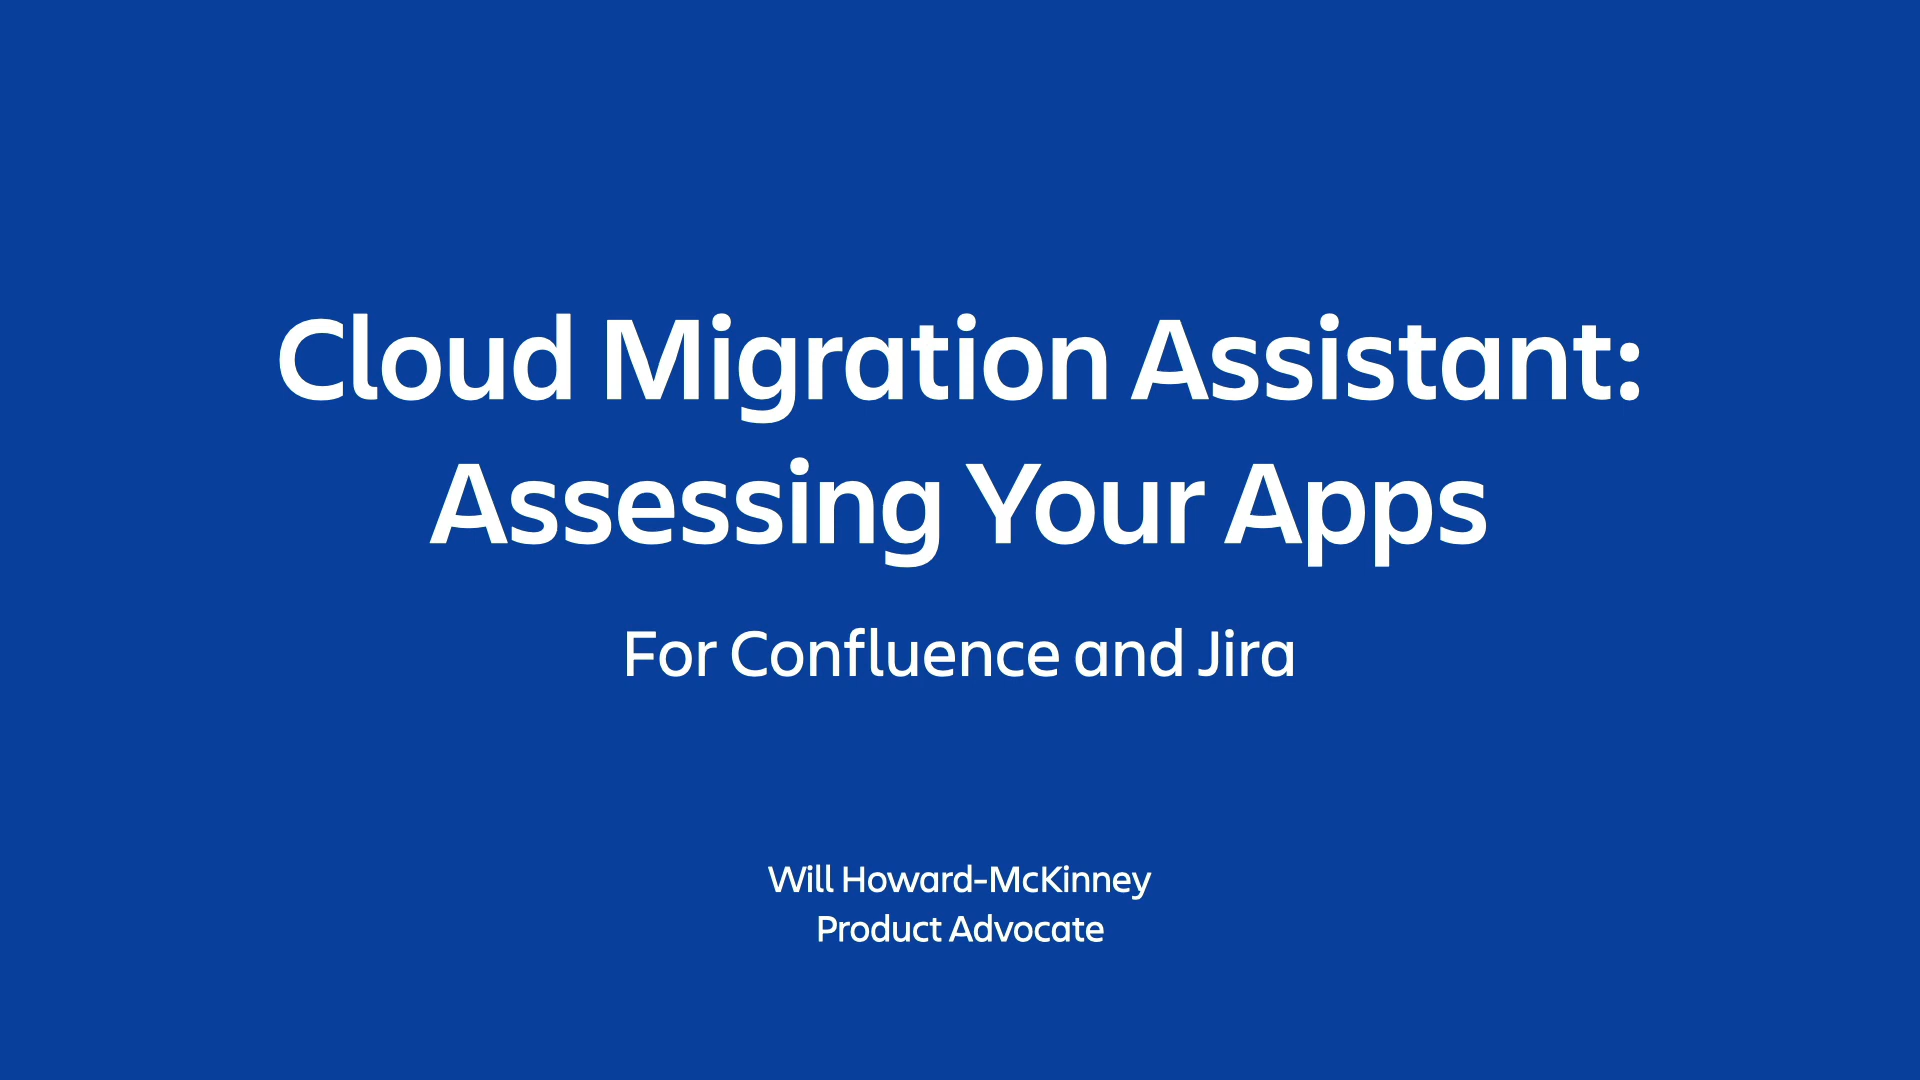 Cloud Migration Assistant:
Assessing Your Apps
For Confluence and Jira
Will Howard-McKinney
Product Advocate